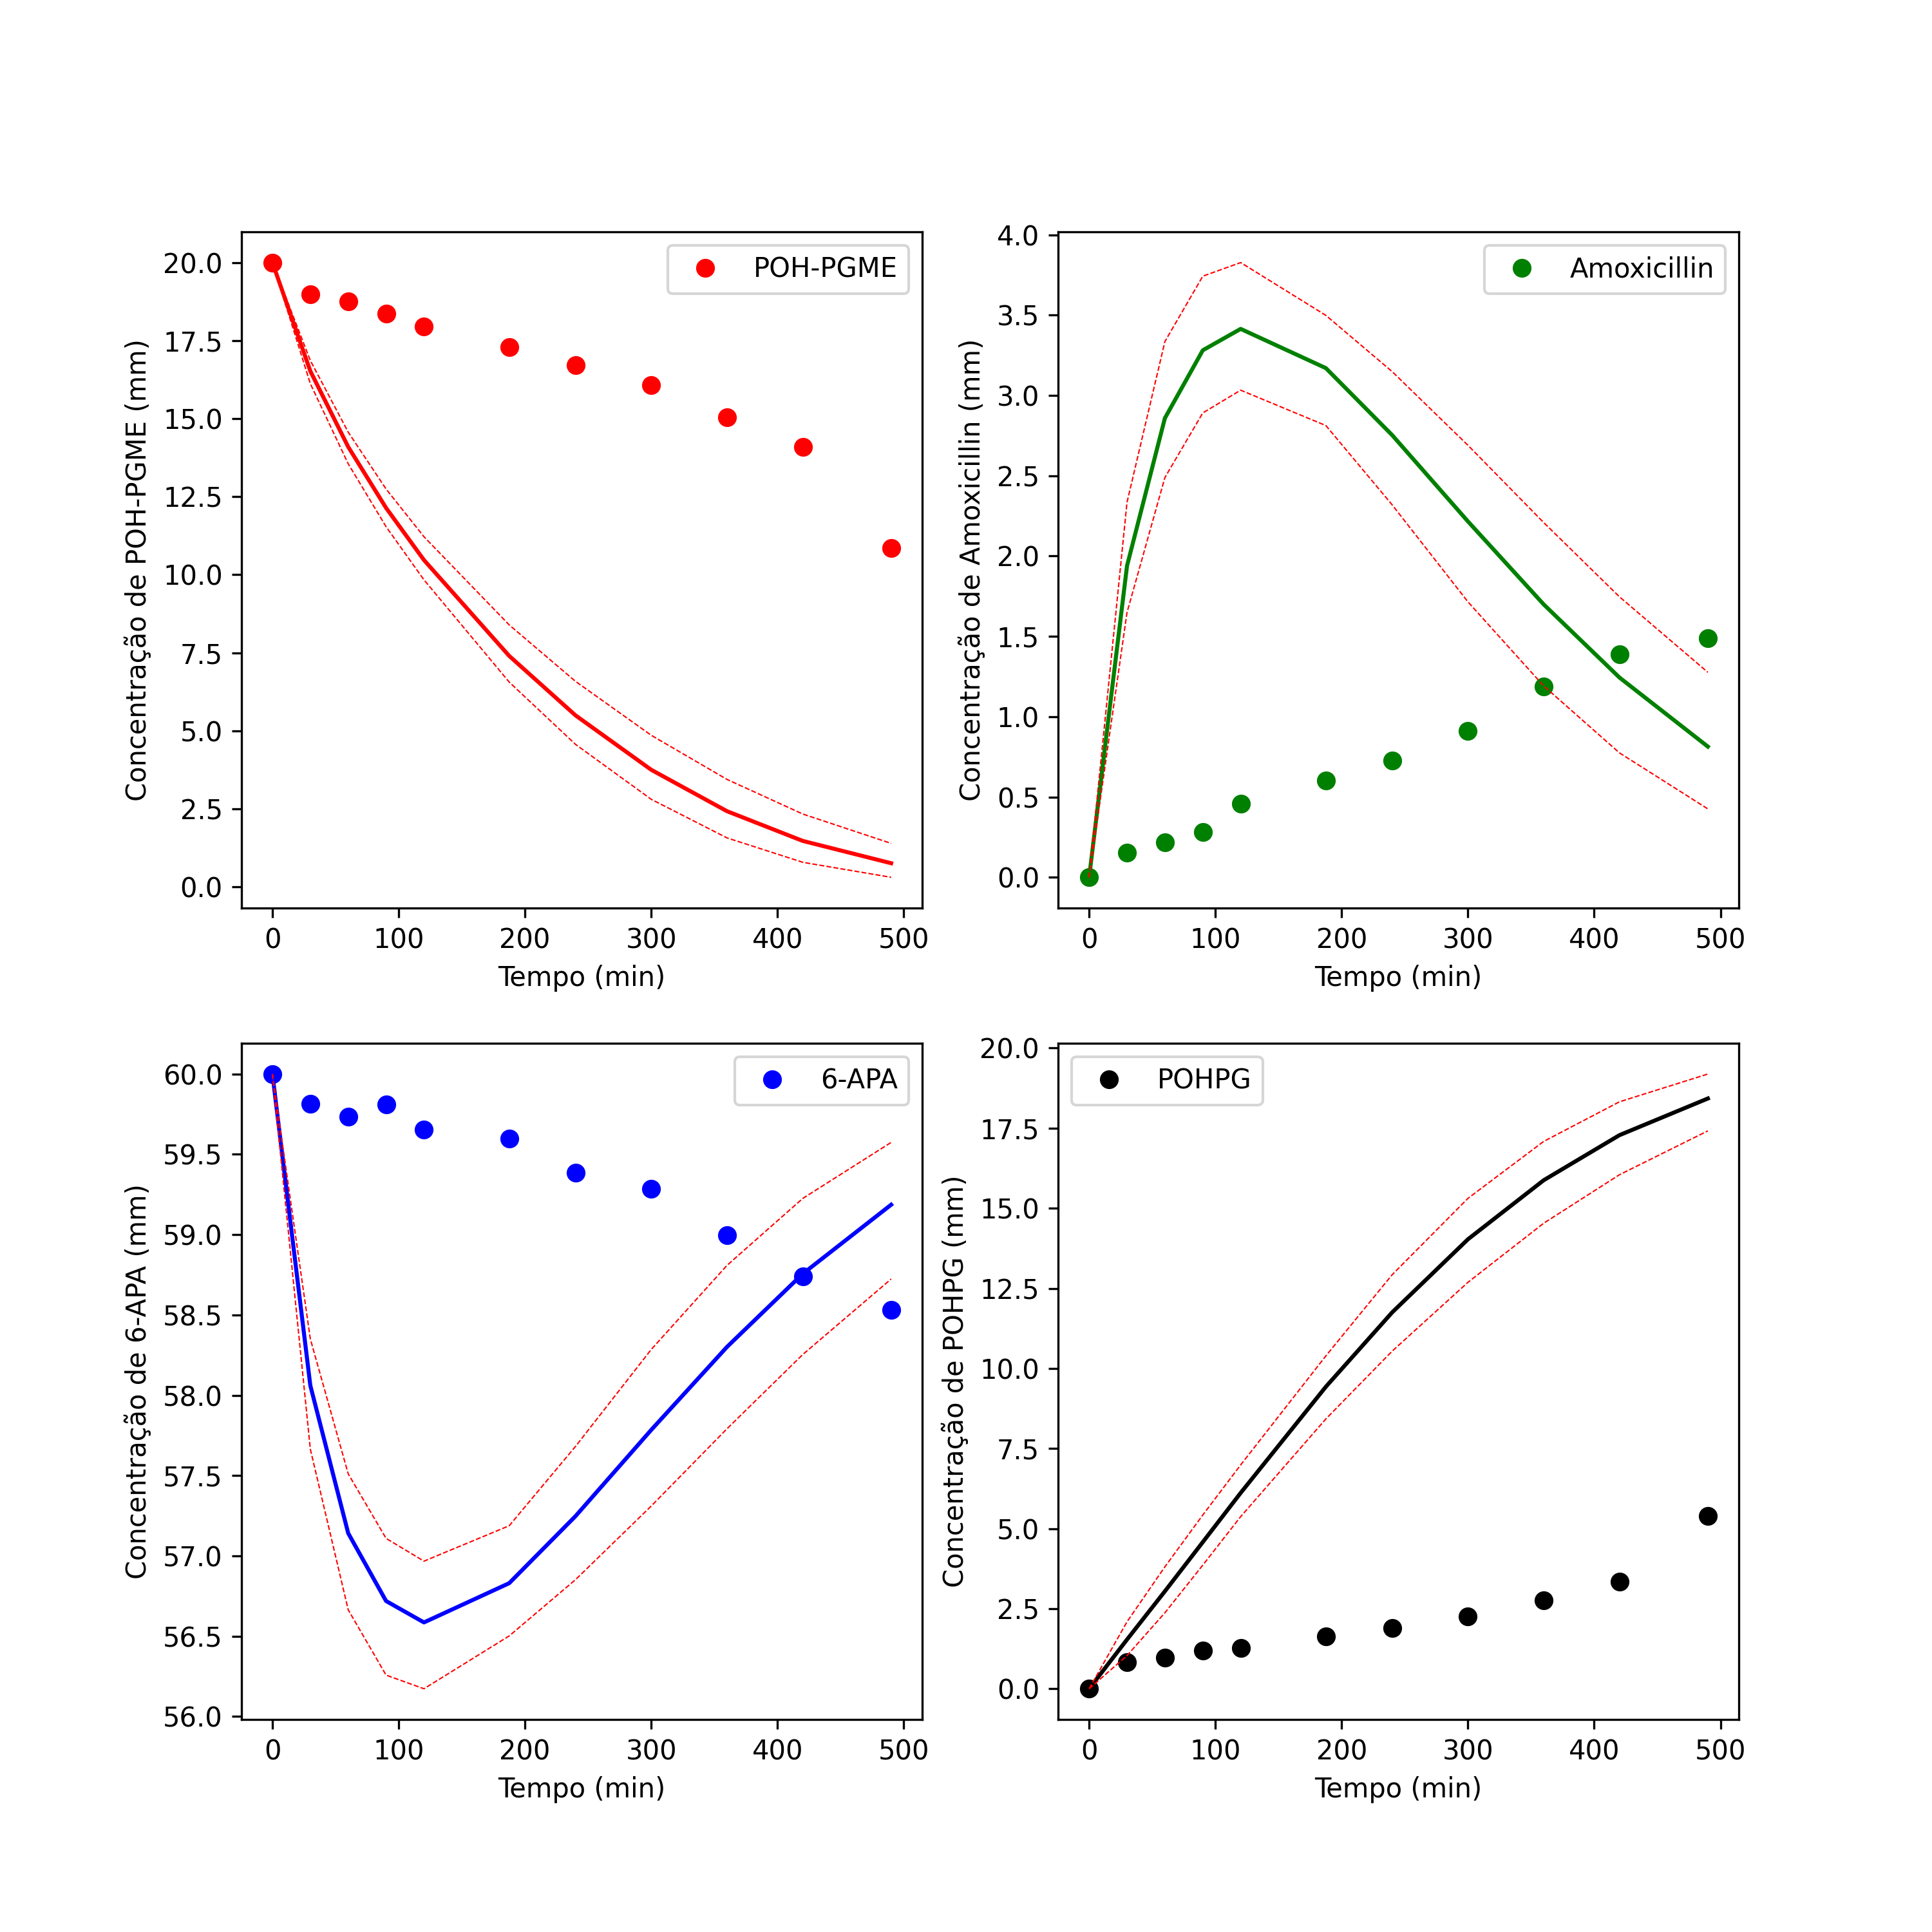 POH-PGME
Concentração de POH-PGME (mm)
20.0
17.5
15.0
12.5
10.0
7.5
5.0
2.5
0.0
0 100 200 300 400 500
Tempo (min)
Amoxicillin
Concentração de Amoxicillin (mm)
4.0
3.5
3.0
2.5
2.0
1.5
1.0
0.5
0.0
0 100 200 300 400 500
Tempo (min)
6-APA
Concentração de 6-APA (mm)
60.0
59.5
59.0
58.5
58.0
57.5
57.0
56.5
56.0
0 100 200 300 400 500
Tempo (min)
POHPG
Concentração de POHPG (mm)
20.0
17.5
15.0
12.5
10.0
7.5
5.0
2.5
0.0
0 100 200 300 400 500
Tempo (min)